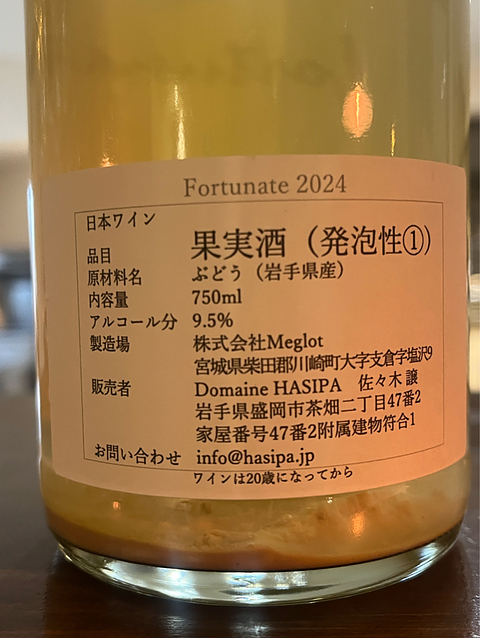 Fortunate 2024
日本ワイン
品目 果実酒（発泡性①）
原材料名 ぶどう（岩手県産）
内容量 750ml
アルコール分 9.5%
製造場 株式会社Meglot
宮城県柴田郡川崎町大字支倉字塩沢9
販売者 Domaine HASIPA 佐々木 譲
岩手県盛岡市茶畑二丁目47番2
家屋番号47番2附属建物符合1
お問い合わせ info@hasipa.jp
ワインは20歳になってから